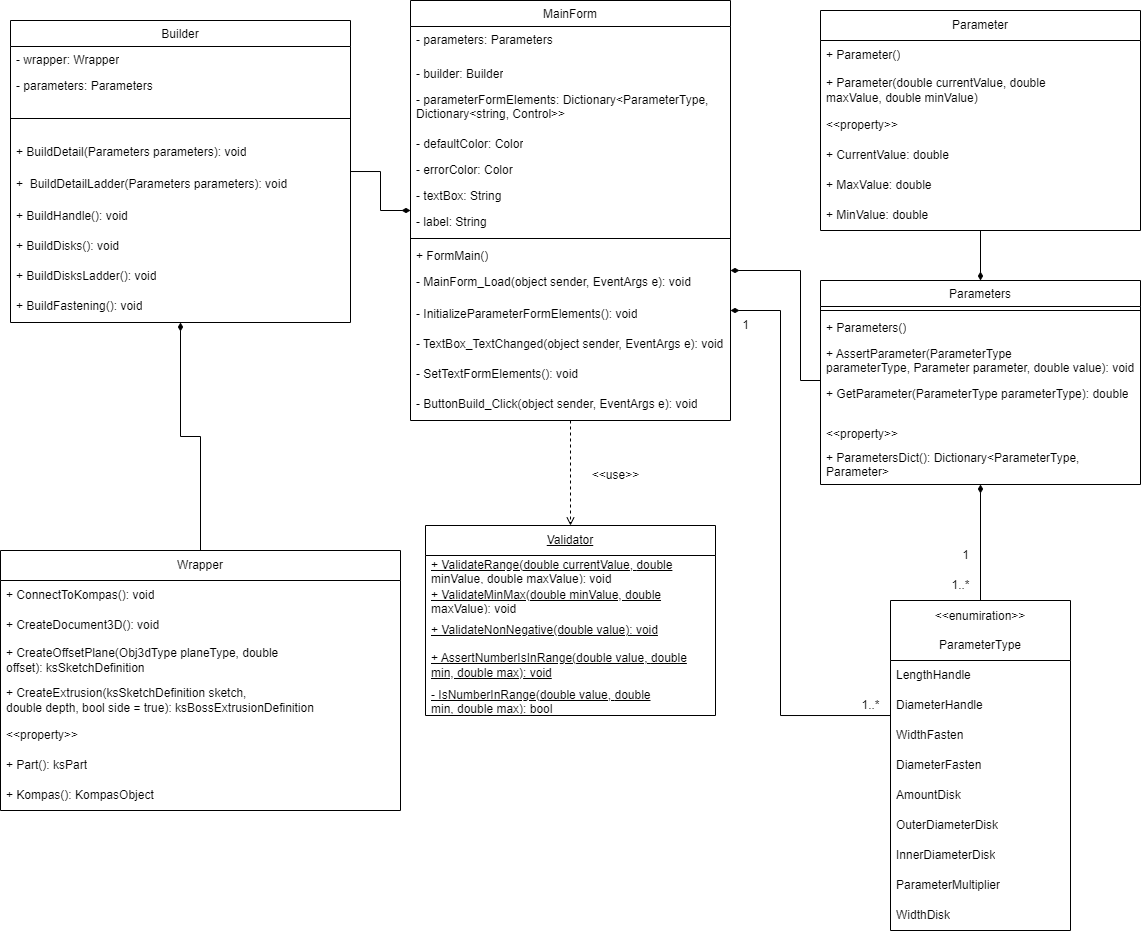 Builder
- wrapper: Wrapper
- parameters: Parameters
+ BuildDetail(Parameters parameters): void
+  BuildDetailLadder(Parameters parameters): void
+ BuildHandle(): void
+ BuildDisks(): void
+ BuildDisksLadder(): void
+ BuildFastening(): void
MainForm
- parameters: Parameters
- builder: Builder
- parameterFormElements: Dictionary<ParameterType,
Dictionary<string, Control>>
- defaultColor: Color
- errorColor: Color
- textBox: String
- label: String
+ FormMain()
- MainForm_Load(object sender, EventArgs e): void
- InitializeParameterFormElements(): void
- TextBox_TextChanged(object sender, EventArgs e): void
- SetTextFormElements(): void
- ButtonBuild_Click(object sender, EventArgs e): void
Parameter
+ Parameter()
+ Parameter(double currentValue, double
maxValue, double minValue)
<<property>>
+ CurrentValue: double
+ MaxValue: double
+ MinValue: double
Parameters
+ Parameters()
+ AssertParameter(ParameterType
parameterType, Parameter parameter, double value): void
+ GetParameter(ParameterType parameterType): double
<<property>>
+ ParametersDict(): Dictionary<ParameterType,
Parameter>
1
<<use>>
1
1..*
1..*
Wrapper
+ ConnectToKompas(): void
+ CreateDocument3D(): void
+ CreateOffsetPlane(Obj3dType planeType, double
offset): ksSketchDefinition
+ CreateExtrusion(ksSketchDefinition sketch,
double depth, bool side = true): ksBossExtrusionDefinition
<<property>>
+ Part(): ksPart
+ Kompas(): KompasObject
Validator
+ ValidateRange(double currentValue, double
minValue, double maxValue): void
+ ValidateMinMax(double minValue, double
maxValue): void
+ ValidateNonNegative(double value): void
+ AssertNumberIsInRange(double value, double
min, double max): void
- IsNumberInRange(double value, double
min, double max): bool
<<enumiration>>
ParameterType
LengthHandle
DiameterHandle
WidthFasten
DiameterFasten
AmountDisk
OuterDiameterDisk
InnerDiameterDisk
ParameterMultiplier
WidthDisk